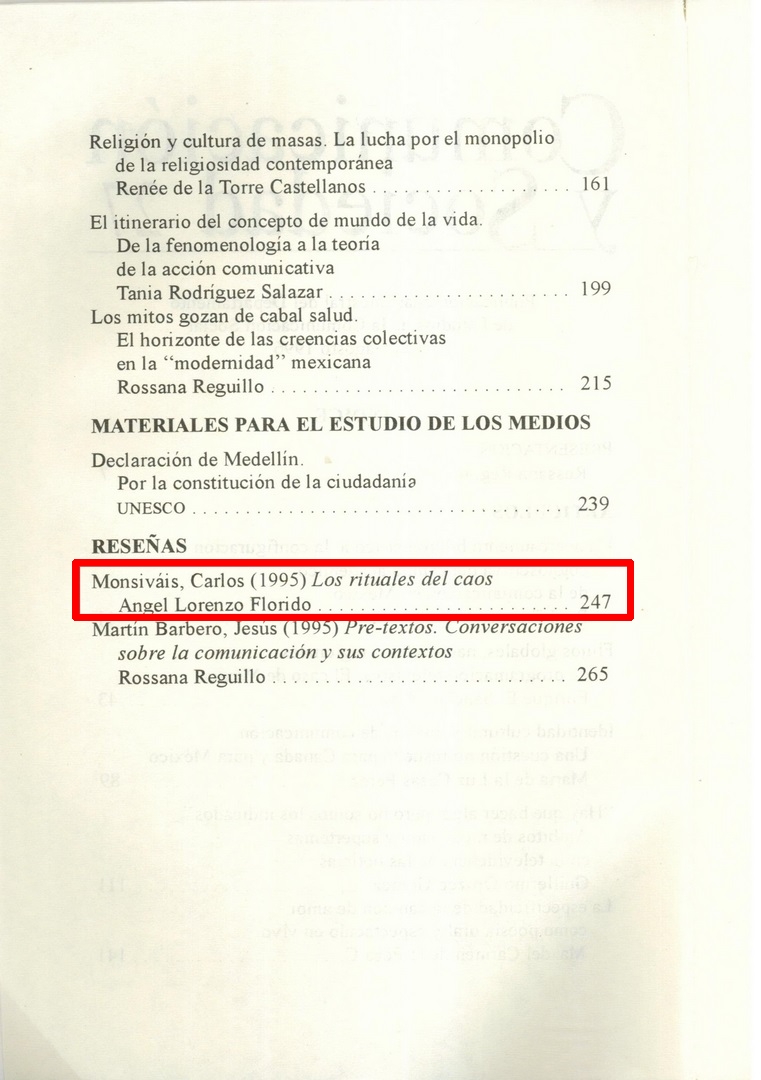 Religión y cultura de masas. La lucha por el monopolio
de la religiosidad contemporánea
Renée de la Torre Castellanos . . . . . . . . . . . . . . . . . . . 161
El itinerario del concepto de mundo de la vida.
De la fenomenología a la teoría
de la acción comunicativa
Tania Rodríguez Salazar . . . . . . . . . . . . . . . . . . . . . . . 199
Los mitos gozan de cabal salud.
El horizonte de las creencias colectivas
en la “modernidad” mexicana
Rossana Reguillo . . . . . . . . . . . . . . . . . . . . . . . . . . . . 215
MATERIALES PARA EL ESTUDIO DE LOS MEDIOS
Declaración de Medellín.
Por la constitución de la ciudadanía
UNESCO . . . . . . . . . . . . . . . . . . . . . . . . . . . . . . . . . . . 239
RESEÑAS
Monsiváis, Carlos (1995) Los rituales del caos
Angel Lorenzo Florido . . . . . . . . . . . . . . . . . . . . . . . . 247
Martín Barbero, Jesús (1995) Pre-textos. Conversaciones
sobre la comunicación y sus contextos
Rossana Reguillo . . . . . . . . . . . . . . . . . . . . . . . . . . . . 265